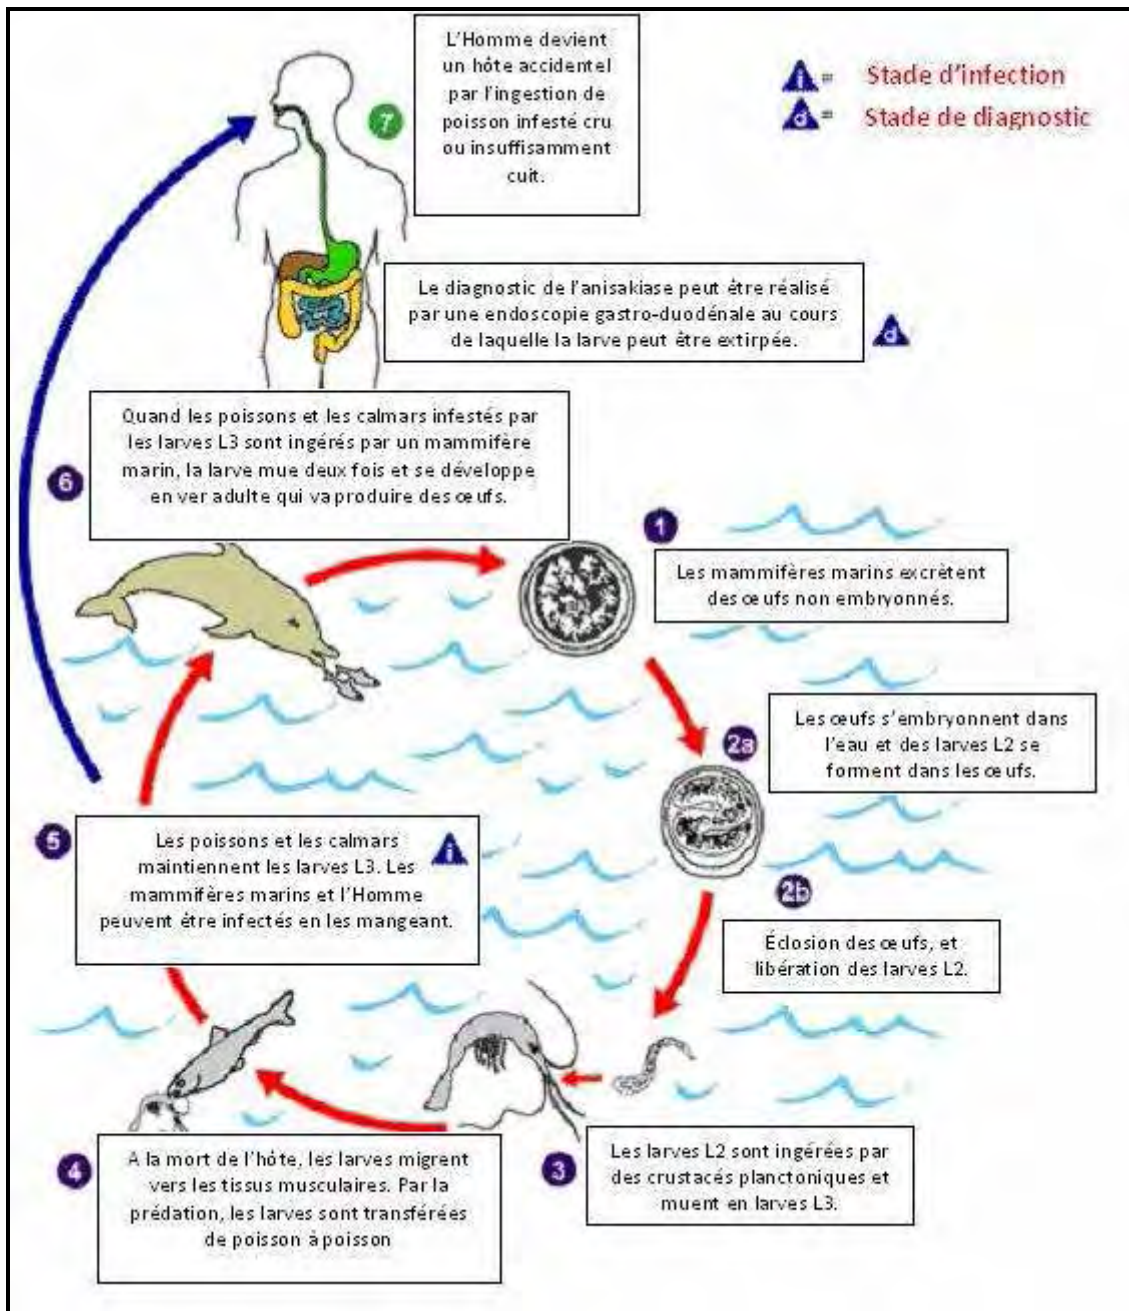 L'Homme devient
un hôte accidentel
par l'ingestion de
poisson infesté cru
ou insuffisamment
cuit.
7
i = Stade d'infection
d = Stade de diagnostic
Le diagnostic de l'anisakiase peut être réalisé
par une endoscopie gastro-duodénale au cours
de laquelle la larve peut être extirpée.
d
Quand les poissons et les calmars infestés par
les larves L3 sont ingérés par un mammifère
marin, la larve mue deux fois et se développe
en ver adulte qui va produire des œufs.
6
1
Les mammifères marins excrètent
des œufs non embryonnés.
2a
Les œufs s'embryonnent dans
l'eau et des larves L2 se
forment dans les œufs.
2b
Éclosion des œufs, et
libération des larves L2.
5
Les poissons et les calmars
maintiennent les larves L3. Les
mammifères marins et l'Homme
peuvent être infectés en les mangeant.
i
4
A la mort de l'hôte, les larves migrent
vers les tissus musculaires. Par la
prédation, les larves sont transférées
de poisson à poisson
3
Les larves L2 sont ingérées par
des crustacés planctoniques et
muent en larves L3.